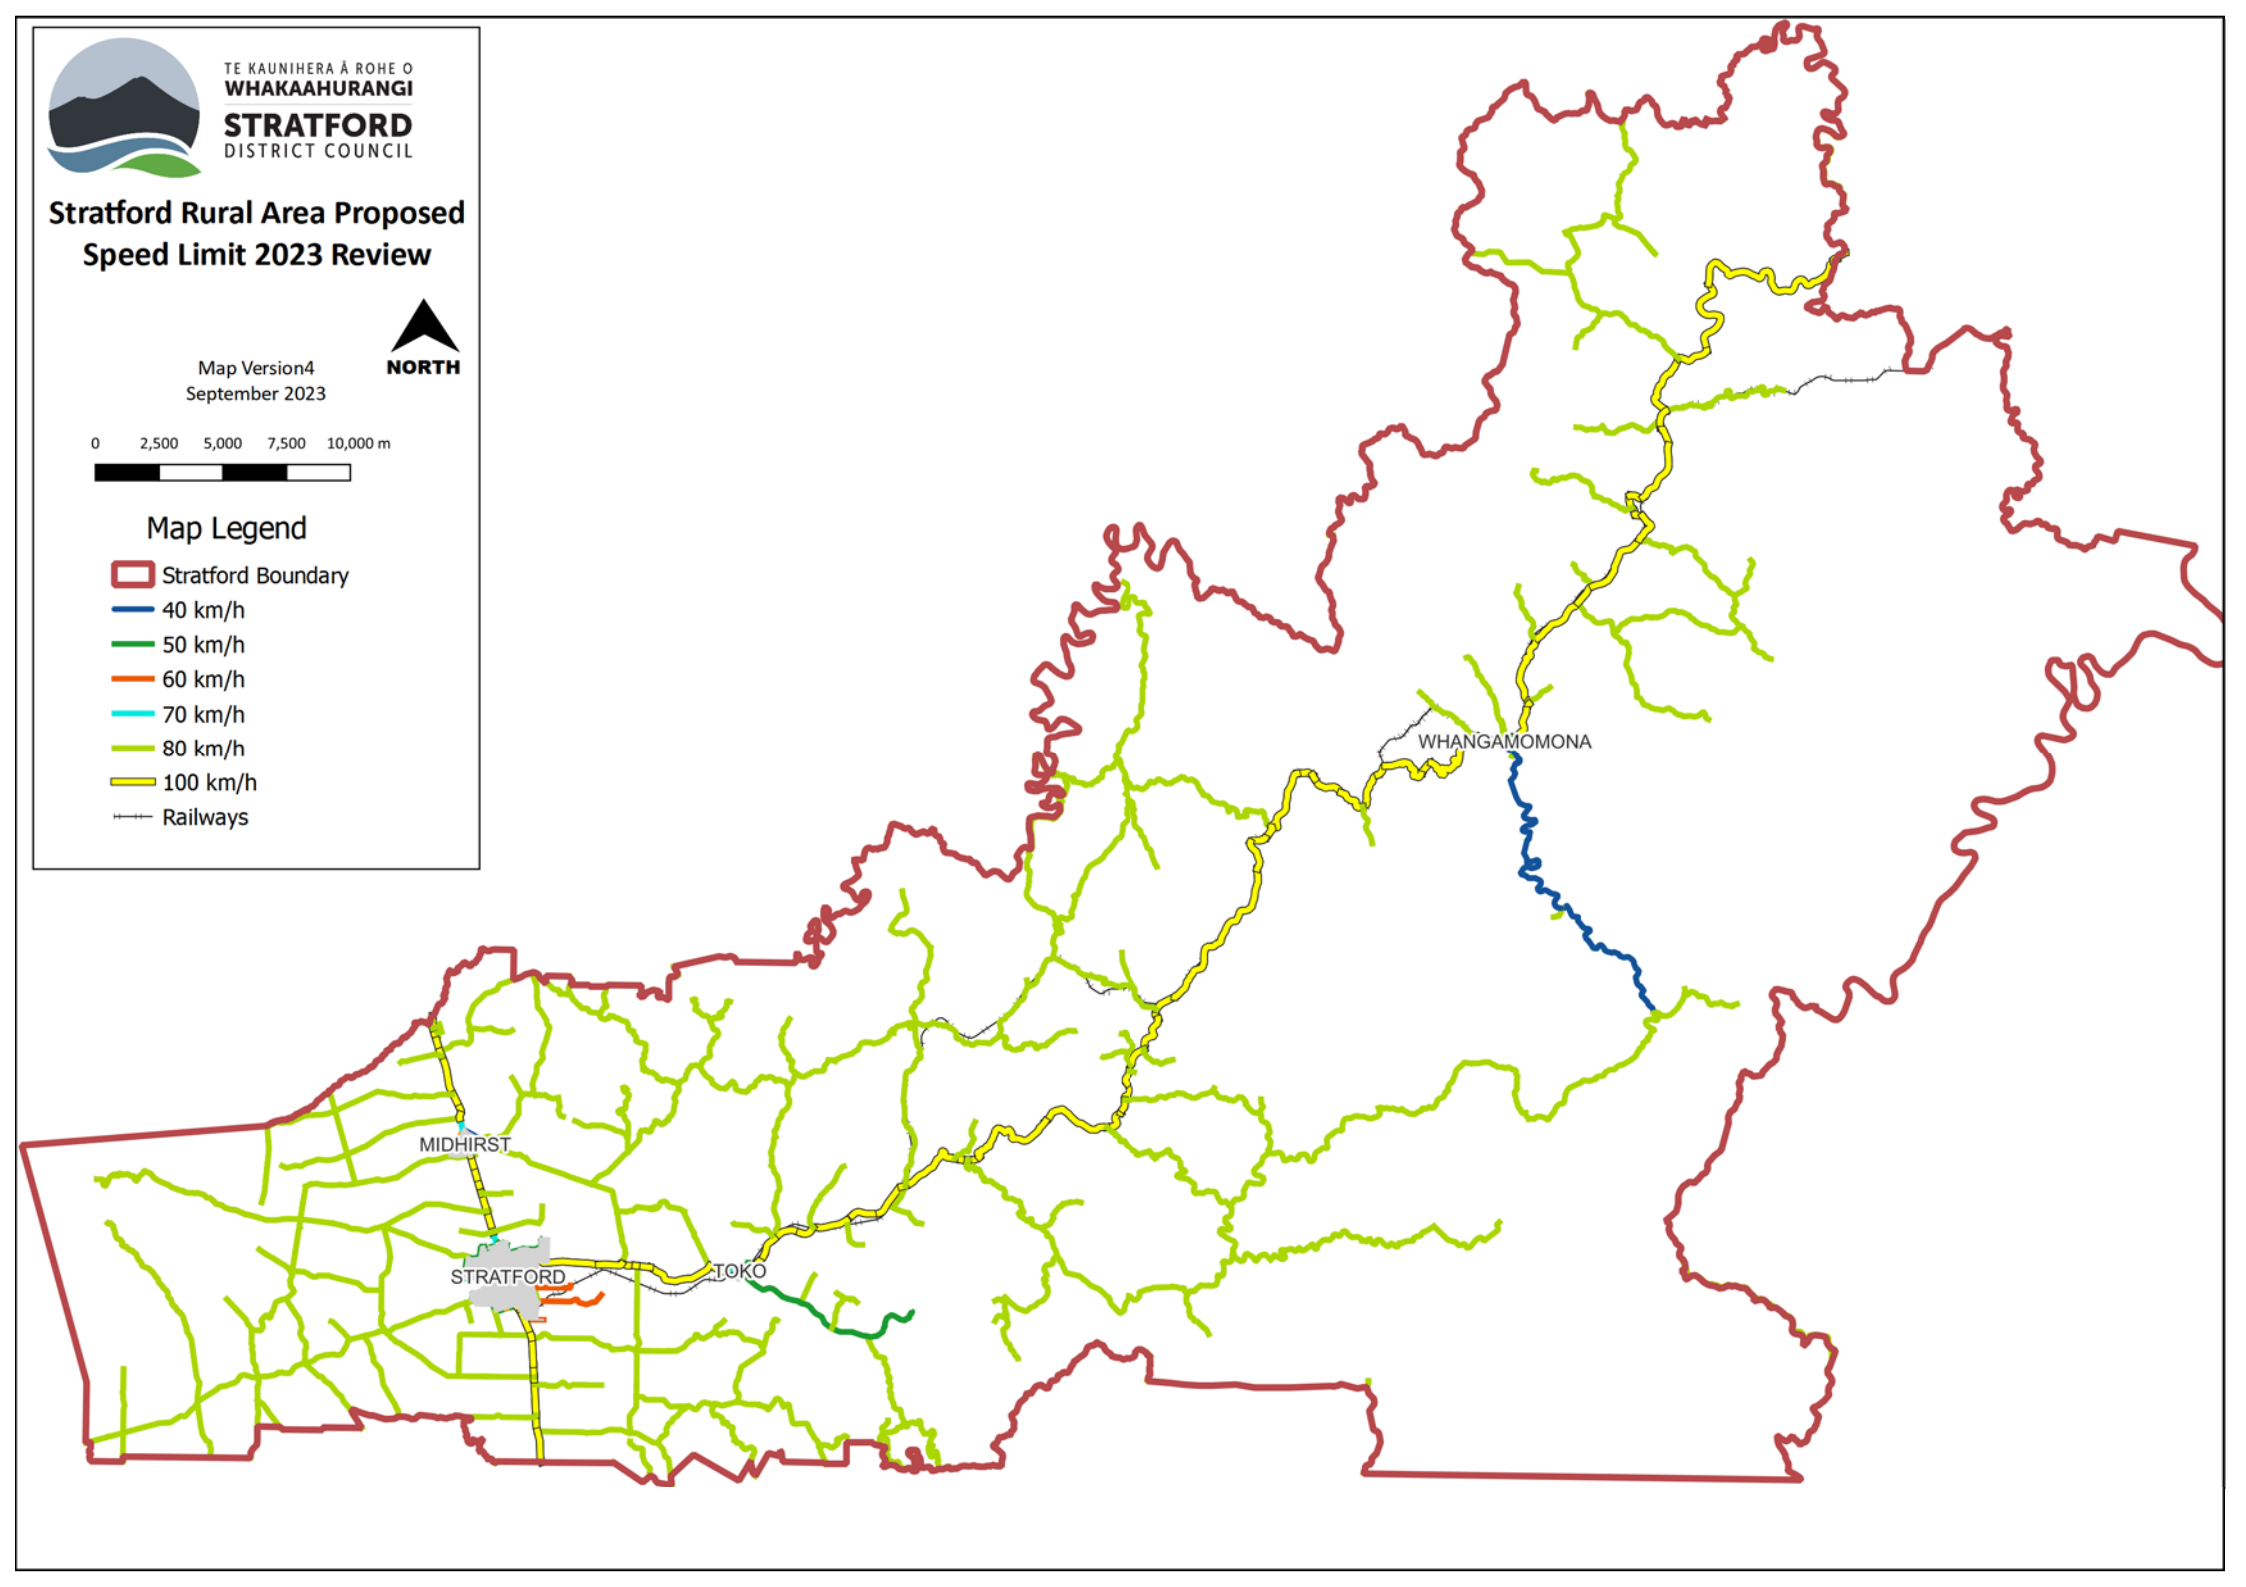 TE KAUNIHERA Ā ROHE O
WHAKAAHURANGI
STRATFORD
DISTRICT COUNCIL
Stratford Rural Area Proposed
Speed Limit 2023 Review
NORTH
Map Version4
September 2023
0 2,500 5,000 7,500 10,000 m
Map Legend
Stratford Boundary
40 km/h
50 km/h
60 km/h
70 km/h
80 km/h
100 km/h
Railways
WHANGAMOMONA
MIDHIRST
STRATFORD
TOKO